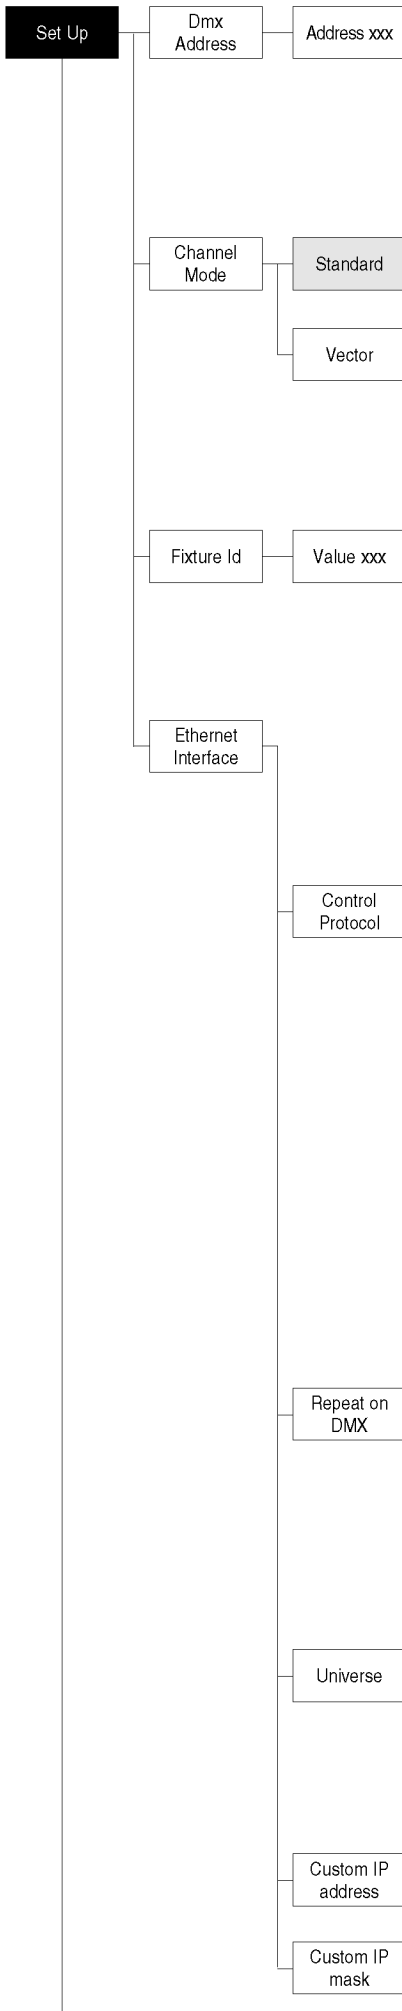 Set Up
Dmx
Address
Address xxx
Channel
Mode
Standard
Vector
Fixture Id
Value xxx
Ethernet
Interface
Control
Protocol
Repeat on
DMX
Universe
Custom IP
address
Custom IP
mask